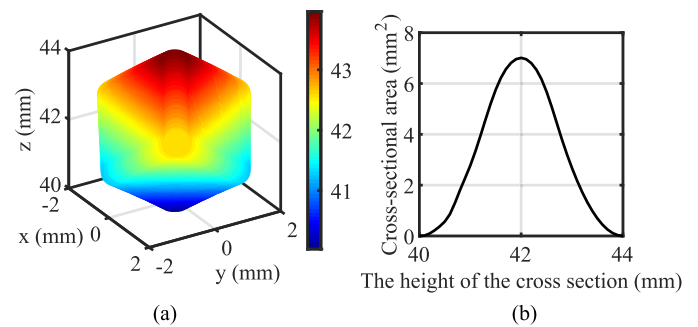 44
42
40
z (mm)
-2
0
2
x (mm)
-2
0
2
y (mm)
43
42
41
(a)
Cross-sectional area (mm²)
8
6
4
2
0
40
42
44
The height of the cross section (mm)
(b)